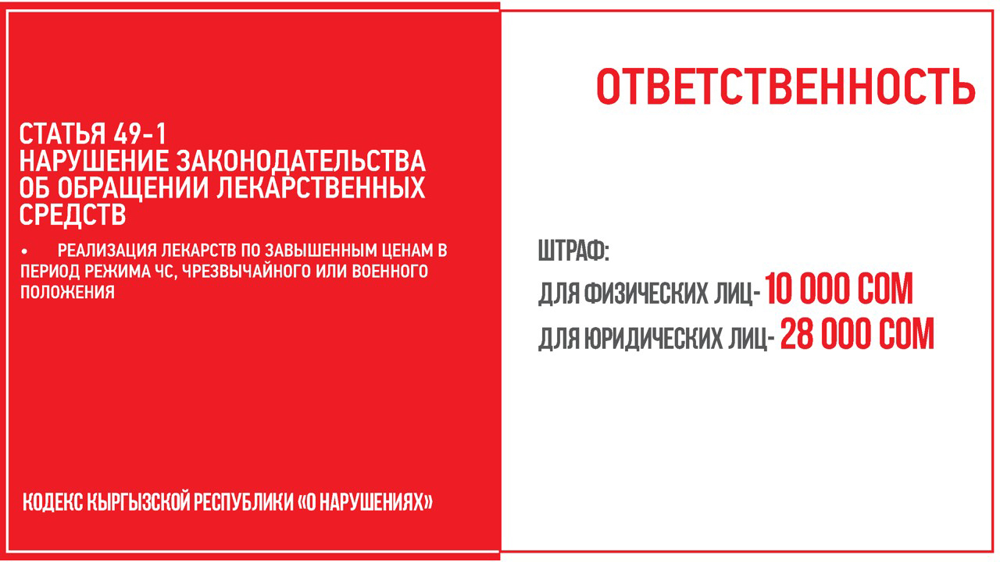 СТАТЬЯ 49-1
НАРУШЕНИЕ ЗАКОНОДАТЕЛЬСТВА
ОБ ОБРАЩЕНИИ ЛЕКАРСТВЕННЫХ
СРЕДСТВ
• РЕАЛИЗАЦИЯ ЛЕКАРСТВ ПО ЗАВЫШЕННЫМ ЦЕНАМ В
ПЕРИОД РЕЖИМА ЧС, ЧРЕЗВЫЧАЙНОГО ИЛИ ВОЕННОГО
ПОЛОЖЕНИЯ
КОДЕКС КЫРГЫЗСКОЙ РЕСПУБЛИКИ «О НАРУШЕНИЯХ»
ОТВЕТСТВЕННОСТЬ
ШТРАФ:
ДЛЯ ФИЗИЧЕСКИХ ЛИЦ- 10 000 СОМ
ДЛЯ ЮРИДИЧЕСКИХ ЛИЦ- 28 000 СОМ